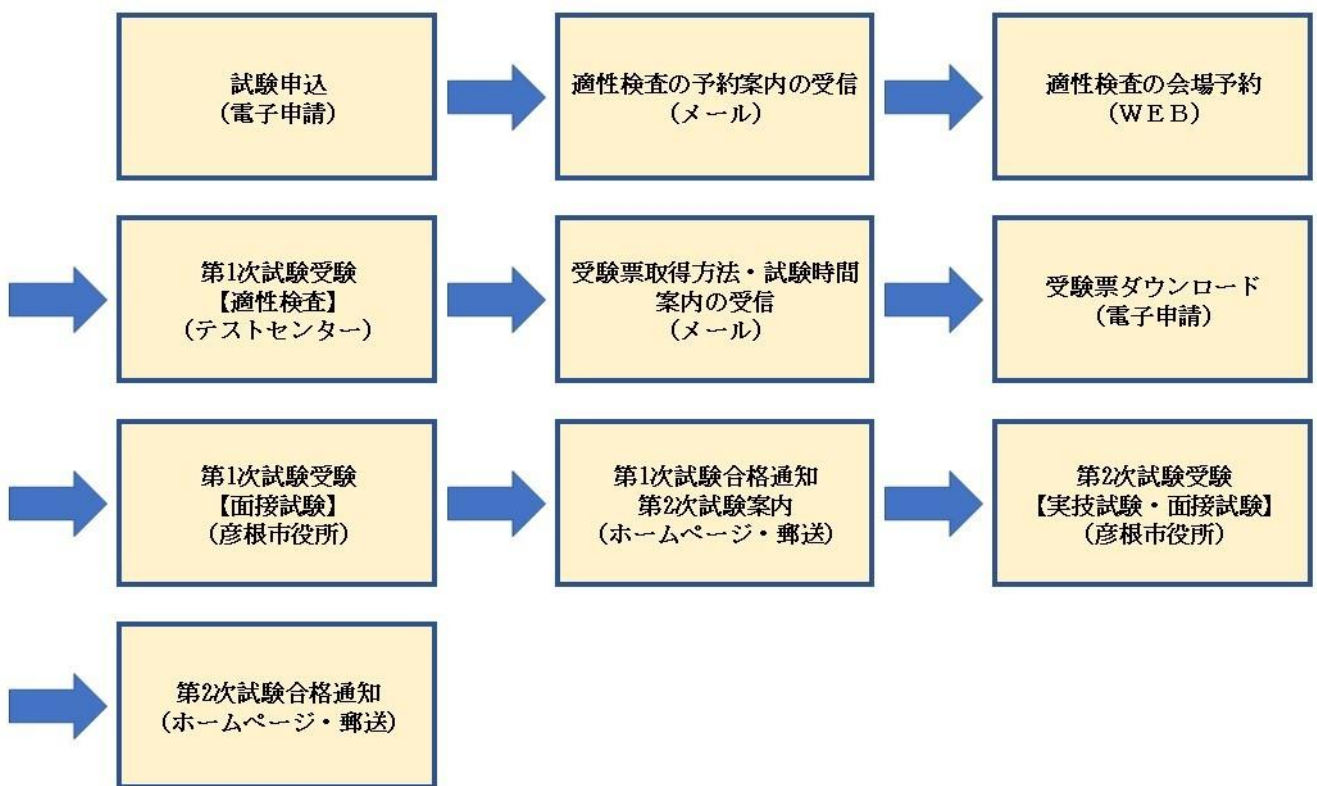 試験申込
(電子申請)
適性検査の予約案内の受信
(メール)
適性検査の会場予約
(ＷＥＢ)
第1次試験受験
【適性検査】
(テストセンター)
受験票取得方法・試験時間
案内の受信
(メール)
受験票ダウンロード
(電子申請)
第1次試験受験
【面接試験】
(彦根市役所)
第1次試験合格通知
第2次試験案内
(ホームページ・郵送)
第2次試験受験
【実技試験・面接試験】
(彦根市役所)
第2次試験合格通知
(ホームページ・郵送)